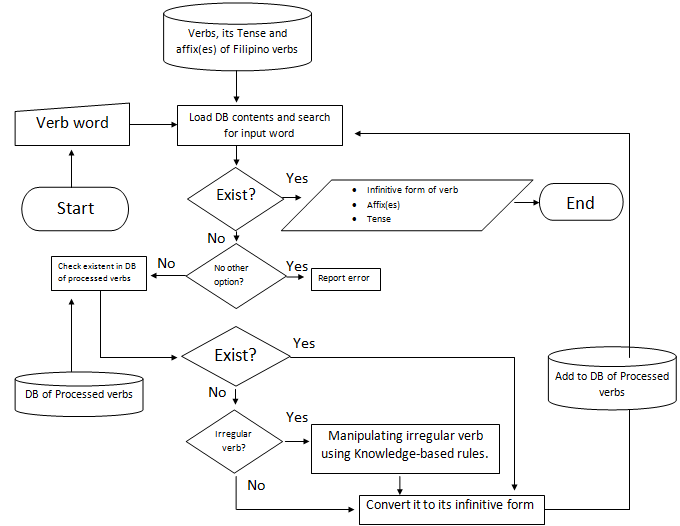 Verbs, its Tense and
affix(es) of Filipino verbs
Verb word
Load DB contents and search
for input word
Start
Exist?
Yes
• Infinitive form of verb
• Affix(es)
• Tense
End
No
No other
option?
Yes
Report error
No
Check existent in DB
of processed verbs
Exist?
Yes
DB of Processed verbs
Add to DB of Processed
verbs
No
Irregular
verb?
Yes
Manipulating irregular verb
using Knowledge-based rules.
No
Convert it to its infinitive form